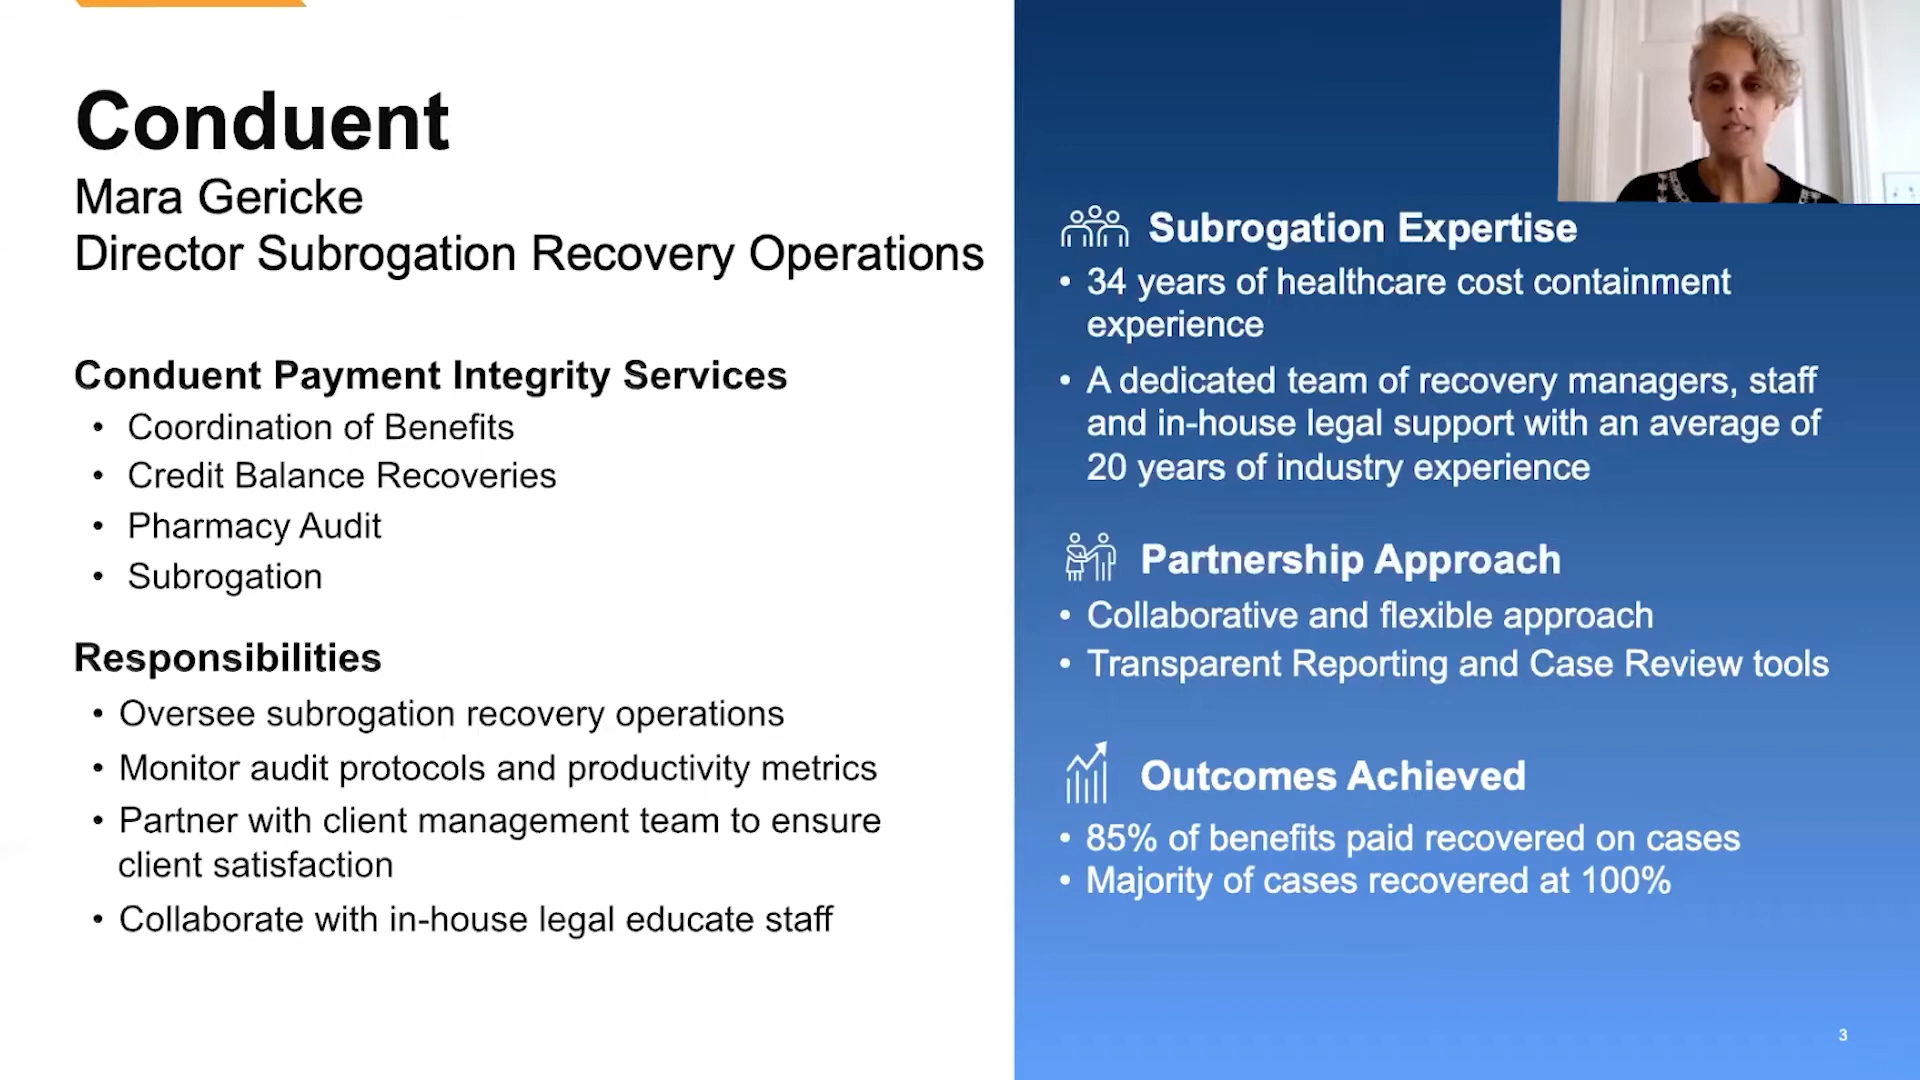 Conduent
Mara Gericke
Director Subrogation Recovery Operations
Conduent Payment Integrity Services
• Coordination of Benefits
• Credit Balance Recoveries
• Pharmacy Audit
• Subrogation
Responsibilities
• Oversee subrogation recovery operations
• Monitor audit protocols and productivity metrics
• Partner with client management team to ensure
client satisfaction
• Collaborate with in-house legal educate staff
Subrogation Expertise
• 34 years of healthcare cost containment
experience
• A dedicated team of recovery managers, staff
and in-house legal support with an average of
20 years of industry experience
Partnership Approach
• Collaborative and flexible approach
• Transparent Reporting and Case Review tools
Outcomes Achieved
• 85% of benefits paid recovered on cases
• Majority of cases recovered at 100%
3